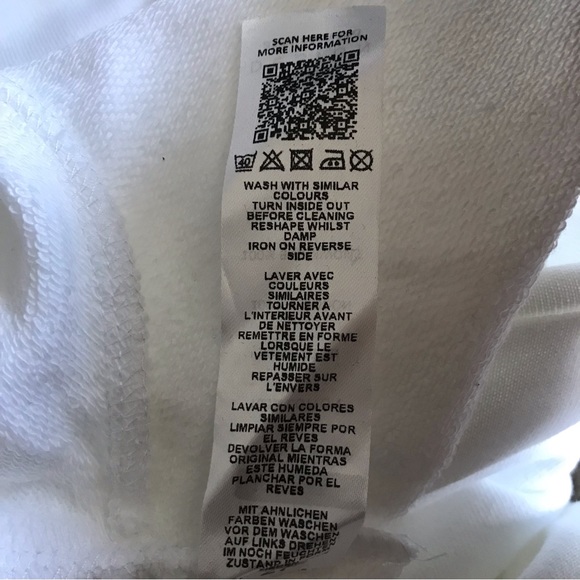 SCAN HERE FOR
MORE INFORMATION
40
WASH WITH SIMILAR
COLOURS
TURN INSIDE OUT
BEFORE CLEANING
RESHAPE WHILST
DAMP
IRON ON REVERSE
SIDE
LAVER AVEC
COULEURS
SIMILAIRES
TOURNER A
L'INTERIEUR AVANT
DE NETTOYER
REMETTRE EN FORME
LORSQUE LE
VETEMENT EST
HUMIDE
REPASSER SUR
L'ENVERS
LAVAR CON COLORES
SIMILARES
LIMPIAR SIEMPRE POR
EL REVES
DEVOLVER LA FORMA
ORIGINAL MIENTRAS
ESTE HUMEDA
PLANCHAR POR EL
REVES
MIT AHNLICHEN
FARBEN WASCHEN
VOR DEM WASCHEN
AUF LINKS DREHEN
IM NOCH FEUCHTEN
ZUSTAND